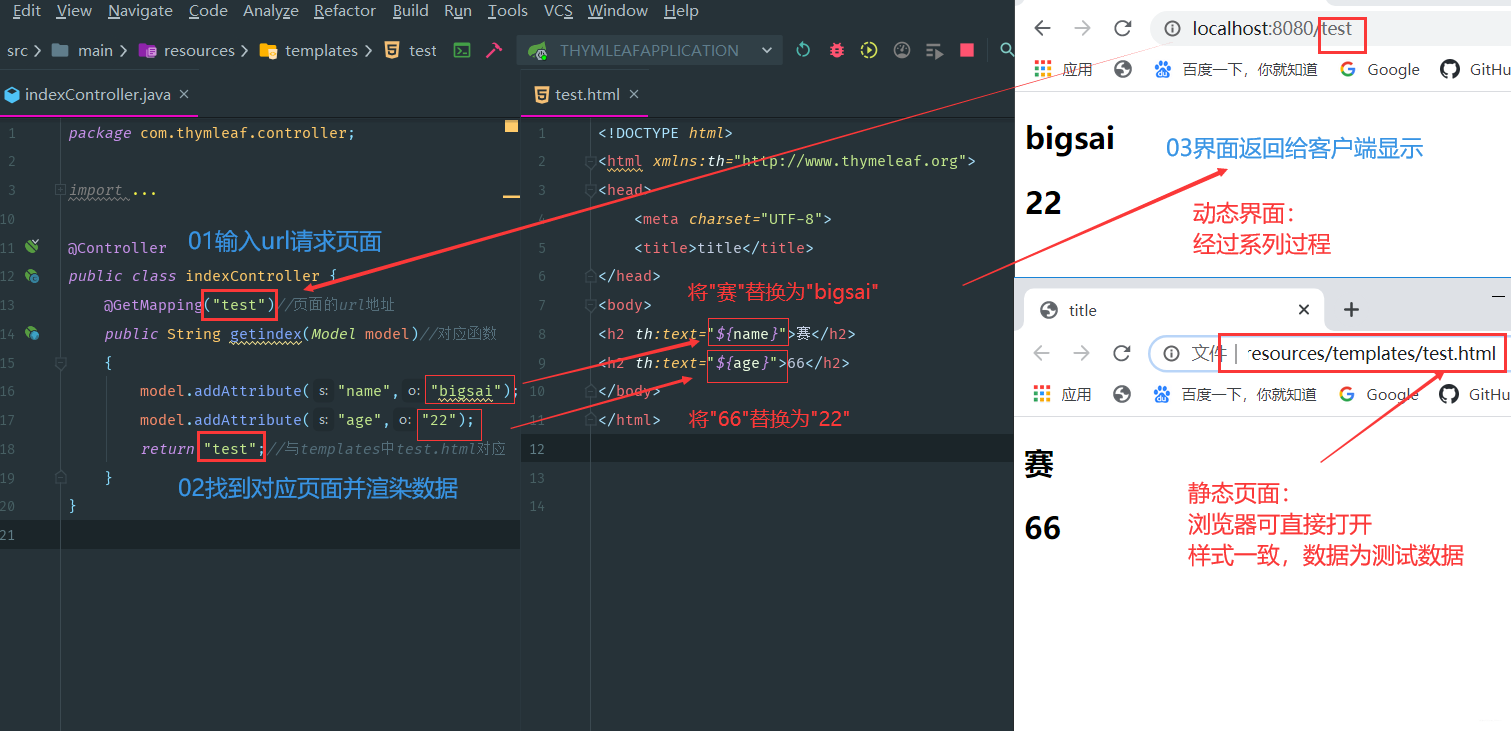 Edit View Navigate Code Analyze Refactor Build Run Tools VCS Window Help
src main resources templates test THYMLEAFAPPLICATION
indexController.java
1 package com.thymleaf.controller;
2
3 import ...
10
01输入url请求页面
11 @Controller
12 public class indexController {
13 @GetMapping("test")//页面的url地址
14 public String getindex(Model model)//对应函数
15 {
16 model.addAttribute( s: "name", o: "bigsai");
17 model.addAttribute( s: "age", o: "22");
18 return "test";//与templates中test.html对应
19 }
02找到对应页面并渲染数据
20 }
21
test.html
1 <!DOCTYPE html>
2 <html xmlns:th="http://www.thymeleaf.org">
3 <head>
4 <meta charset="UTF-8">
5 <title>title</title>
6 </head>
将"赛"替换为"bigsai"
7 <body>
8 <h2 th:text="${name}">赛</h2>
9 <h2 th:text="${age}">66</h2>
10 </body>
11 </html>
将"66"替换为"22"
12
13
14
localhost:8080/test
应用 百度一下，你就知道 Google GitHu
bigsai
03界面返回给客户端显示
22
动态界面：
经过系列过程
title
文件 resources/templates/test.html
应用 百度一下，你就知道 Google GitHu
赛
66
静态页面：
浏览器可直接打开
样式一致，数据为测试数据